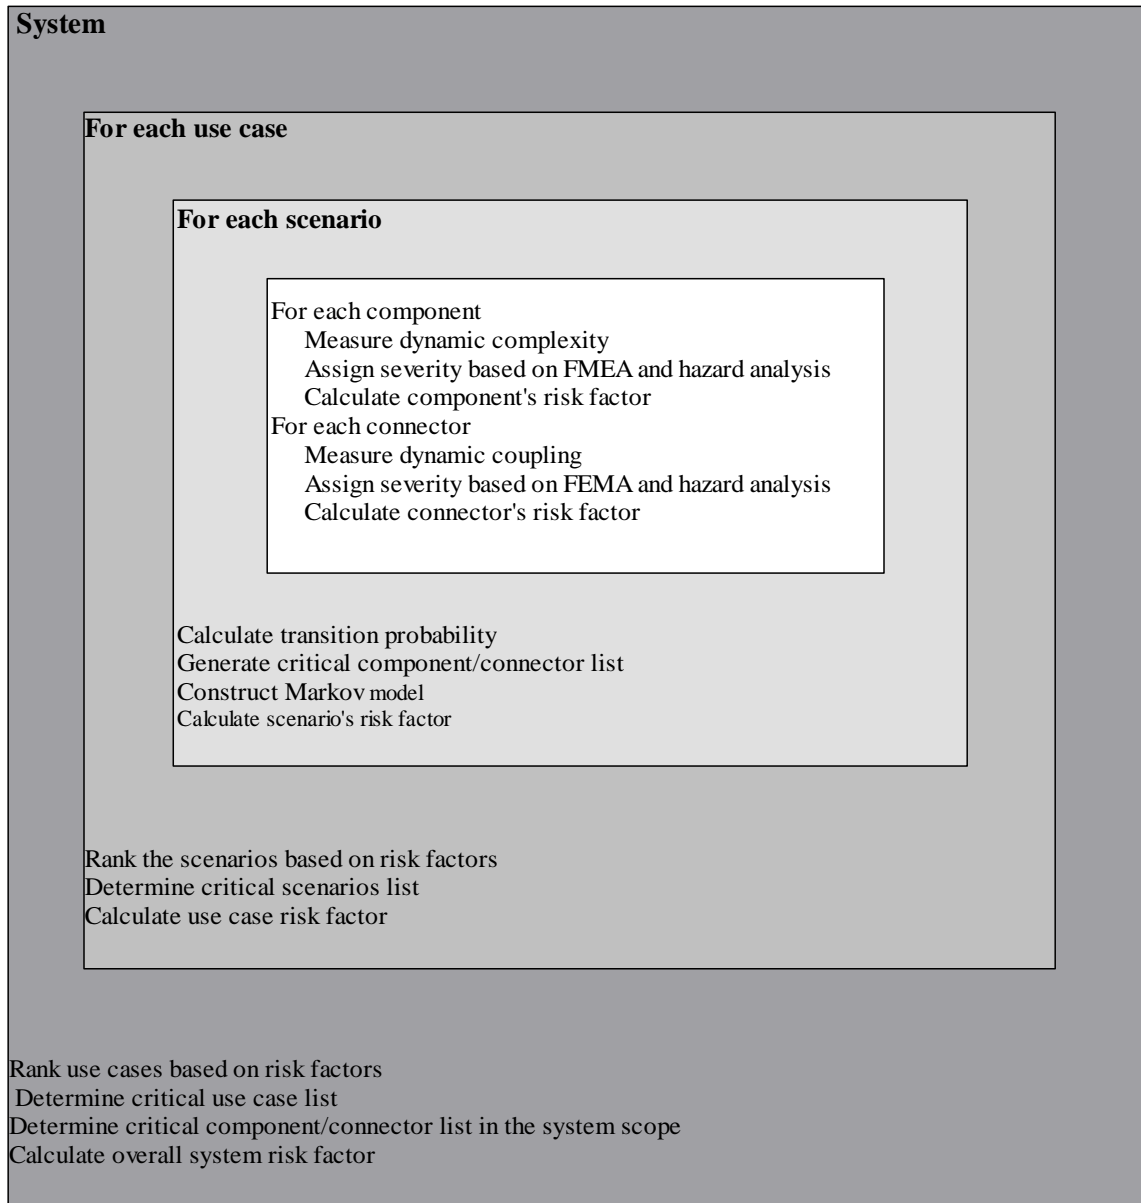 System
For each use case
For each scenario
For each component
Measure dynamic complexity
Assign severity based on FMEA and hazard analysis
Calculate component's risk factor
For each connector
Measure dynamic coupling
Assign severity based on FEMA and hazard analysis
Calculate connector's risk factor
Calculate transition probability
Generate critical component/connector list
Construct Markov model
Calculate scenario's risk factor
Rank the scenarios based on risk factors
Determine critical scenarios list
Calculate use case risk factor
Rank use cases based on risk factors
Determine critical use case list
Determine critical component/connector list in the system scope
Calculate overall system risk factor